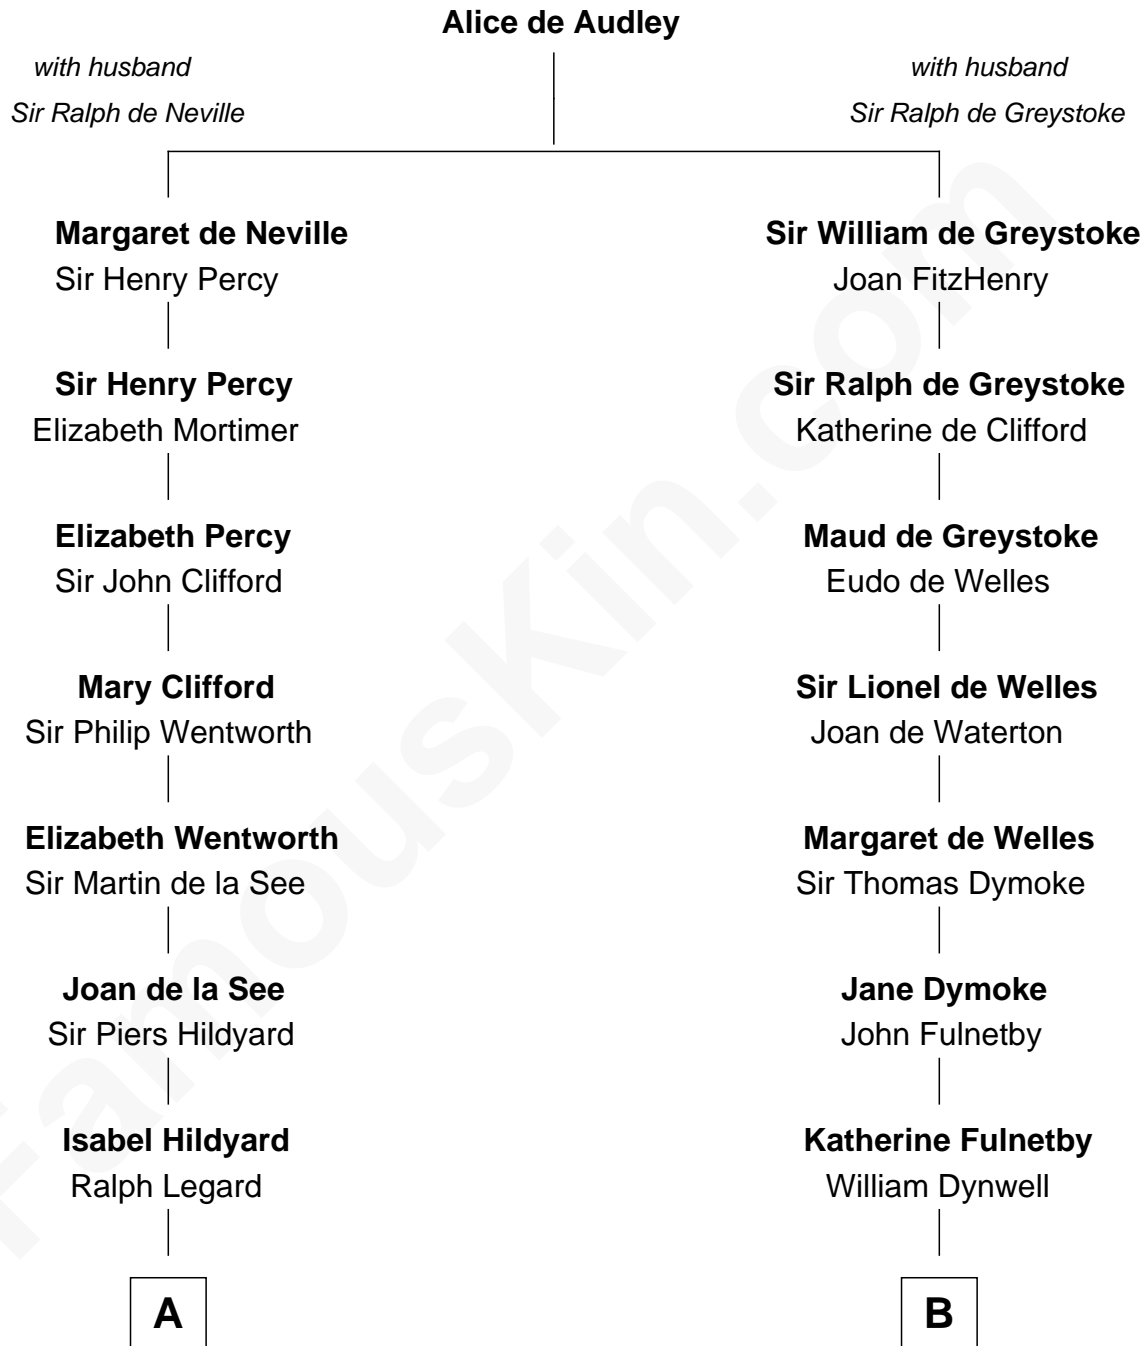 Alice de Audley
with husband
Sir Ralph de Neville
with husband
Sir Ralph de Greystoke
Margaret de Neville
Sir Henry Percy
Sir William de Greystoke
Joan FitzHenry
Sir Henry Percy
Elizabeth Mortimer
Sir Ralph de Greystoke
Katherine de Clifford
Elizabeth Percy
Sir John Clifford
Maud de Greystoke
Eudo de Welles
Mary Clifford
Sir Philip Wentworth
Sir Lionel de Welles
Joan de Waterton
Elizabeth Wentworth
Sir Martin de la See
Margaret de Welles
Sir Thomas Dymoke
Joan de la See
Sir Piers Hildyard
Jane Dymoke
John Fulnetby
Isabel Hildyard
Ralph Legard
Katherine Fulnetby
William Dynwell
A
B
FamousKin.com